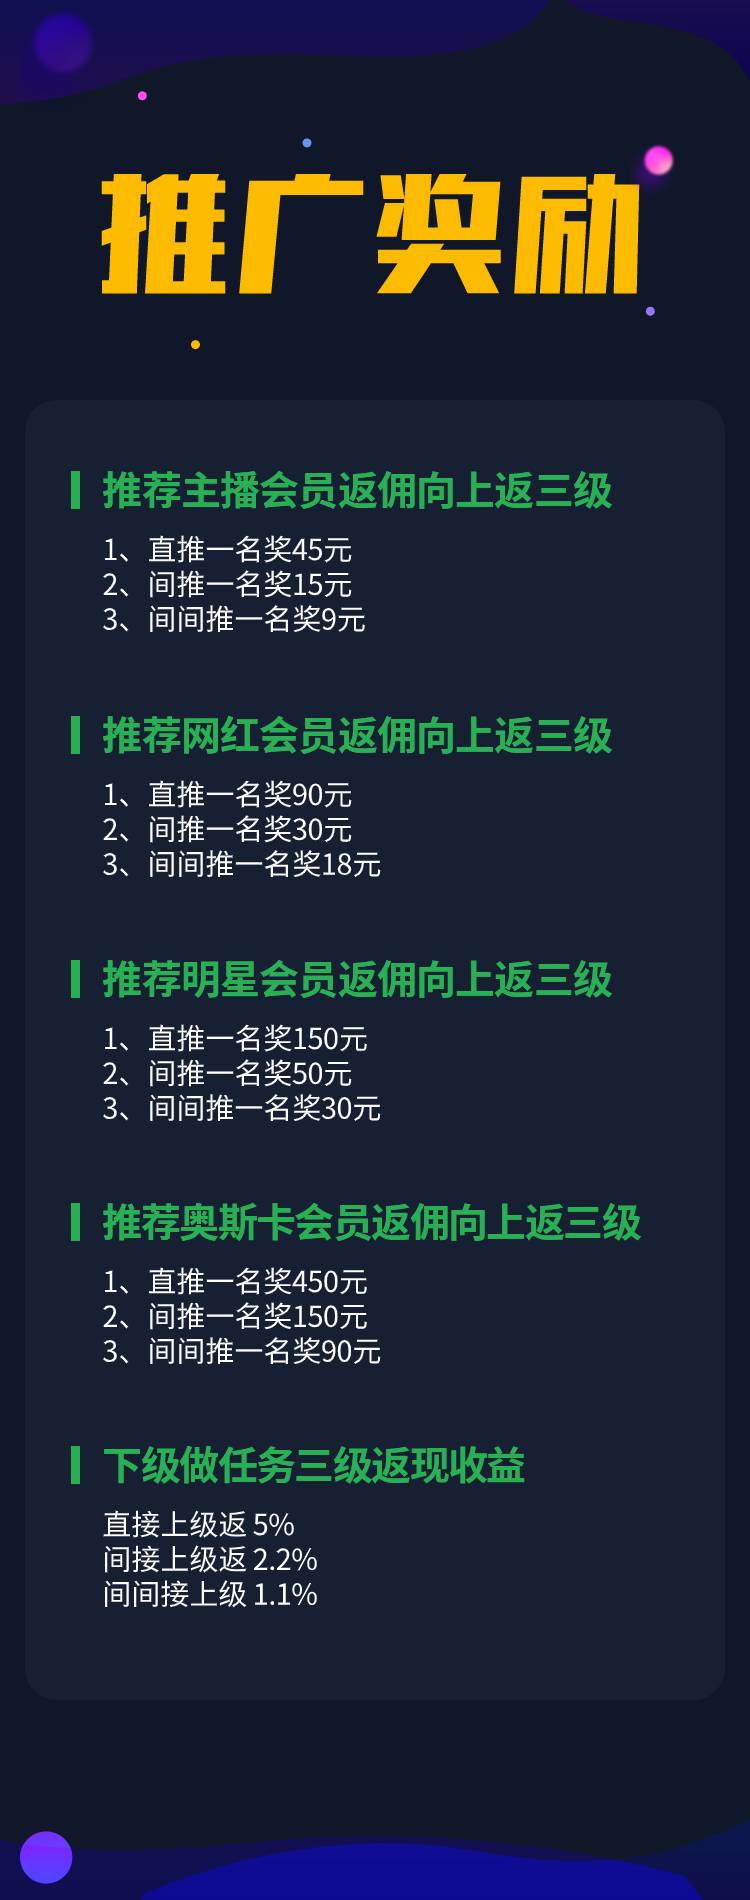 推广奖励
推荐主播会员返佣向上返三级
1、直推一名奖45元
2、间推一名奖15元
3、间间推一名奖9元
推荐网红会员返佣向上返三级
1、直推一名奖90元
2、间推一名奖30元
3、间间推一名奖18元
推荐明星会员返佣向上返三级
1、直推一名奖150元
2、间推一名奖50元
3、间间推一名奖30元
推荐奥斯卡会员返佣向上返三级
1、直推一名奖450元
2、间推一名奖150元
3、间间推一名奖90元
下级做任务三级返现收益
直接上级返 5%
间接上级返 2.2%
间间接上级 1.1%